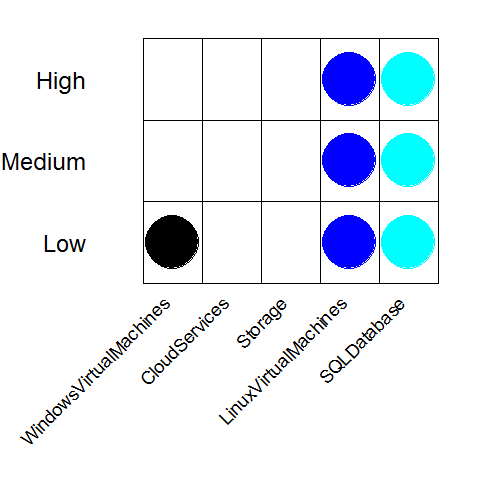 High
Medium
Low
WindowsVirtualMachines
CloudServices
Storage
LinuxVirtualMachines
SQLDatabase